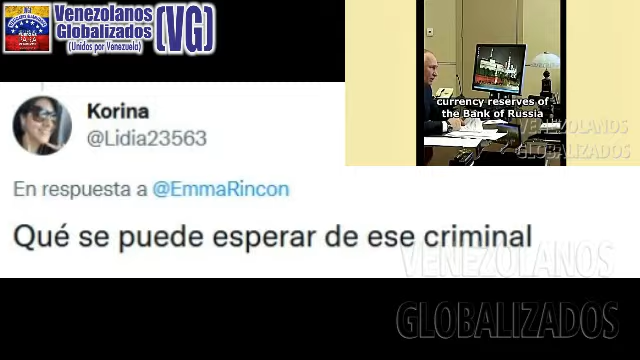 Venezolanos
Globalizados
(Unidos por Venezuela)
(VG)
currency reserves of
the Bank of Russia
VENEZOLANOS
GLOBALIZADOS
Korina
@Lidia23563
En respuesta a @EmmaRincon
Qué se puede esperar de ese criminal
VENEZOLANOS
GLOBALIZADOS